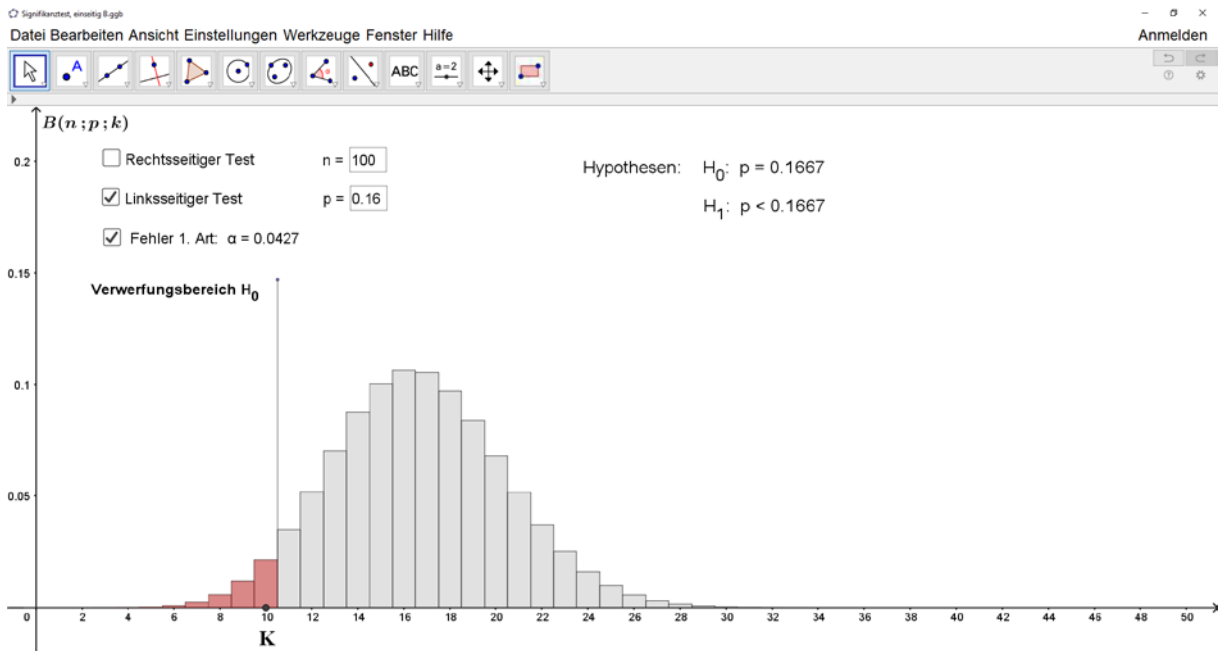 Signifikanztest, einseitig B.ggb
Datei Bearbeiten Ansicht Einstellungen Werkzeuge Fenster Hilfe
Anmelden
A
α
ABC
a=2
B(n ; p ; k)
Rechtsseitiger Test
n = 100
Linksseitiger Test
p = 0.16
Fehler 1. Art: α = 0.0427
Hypothesen: H₀: p = 0.1667
H₁: p < 0.1667
Verwerfungsbereich H₀
0.2
0.15
0.1
0.05
0 2 4 6 8 10 12 14 16 18 20 22 24 26 28 30 32 34 36 38 40 42 44 46 48 50
K